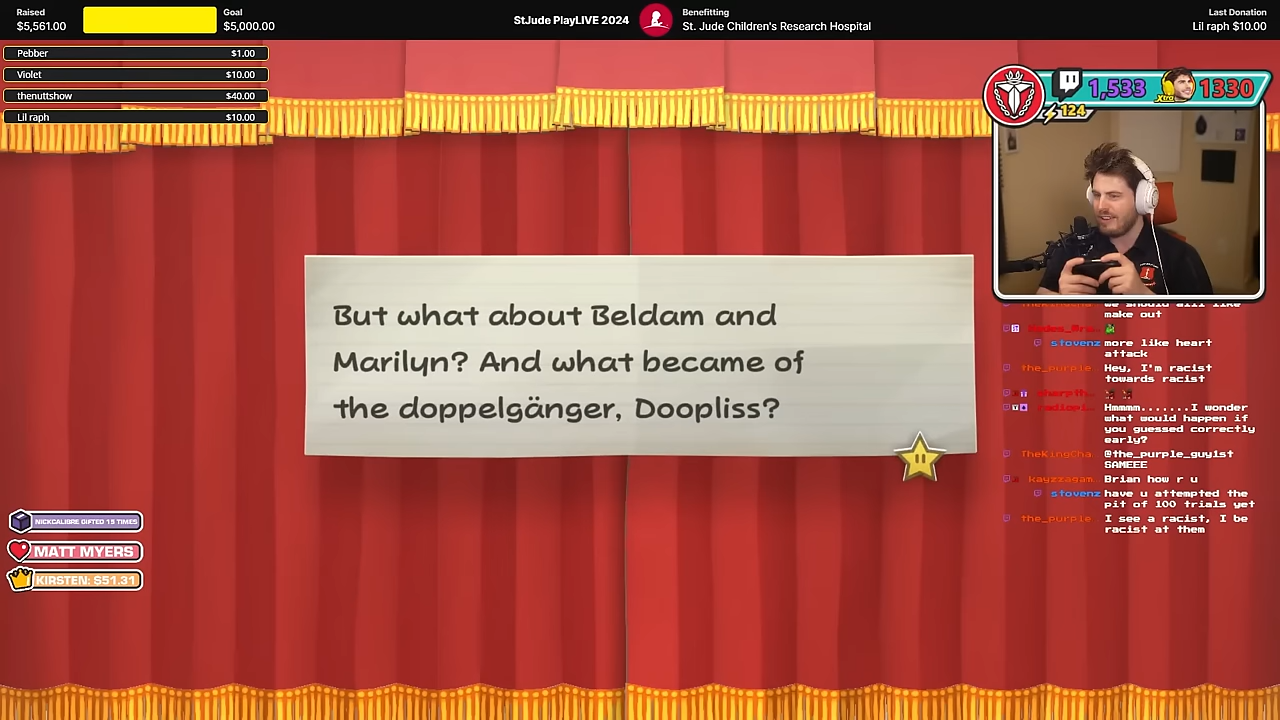 Raised
$5,561.00
Goal
$5,000.00
StJude PlayLIVE 2024
Benefitting
St. Jude Children's Research Hospital
Last Donation
Lil raph $10.00
Pebber $1.00
Violet $10.00
thenuttshow $40.00
Lil raph $10.00
1,533
Xtro
1330
124
But what about Beldam and
Marilyn? And what became of
the doppelgänger, Doopliss?
NICKCALIBRE GIFTED 15 TIMES
MATT MYERS
KIRSTEN: $51.31
make out
stovenz more like heart
attack
the_purple Hey, I'm racist
towards racist
Hmmmm.......I wonder
what would happen if
you guessed correctly
early?
TheKingCha @the_purple_guy1st
SAMEEE
kayzzagam Brian how r u
stovenz have u attempted the
pit of 100 trials yet
the_purple I see a racist, I be
racist at them